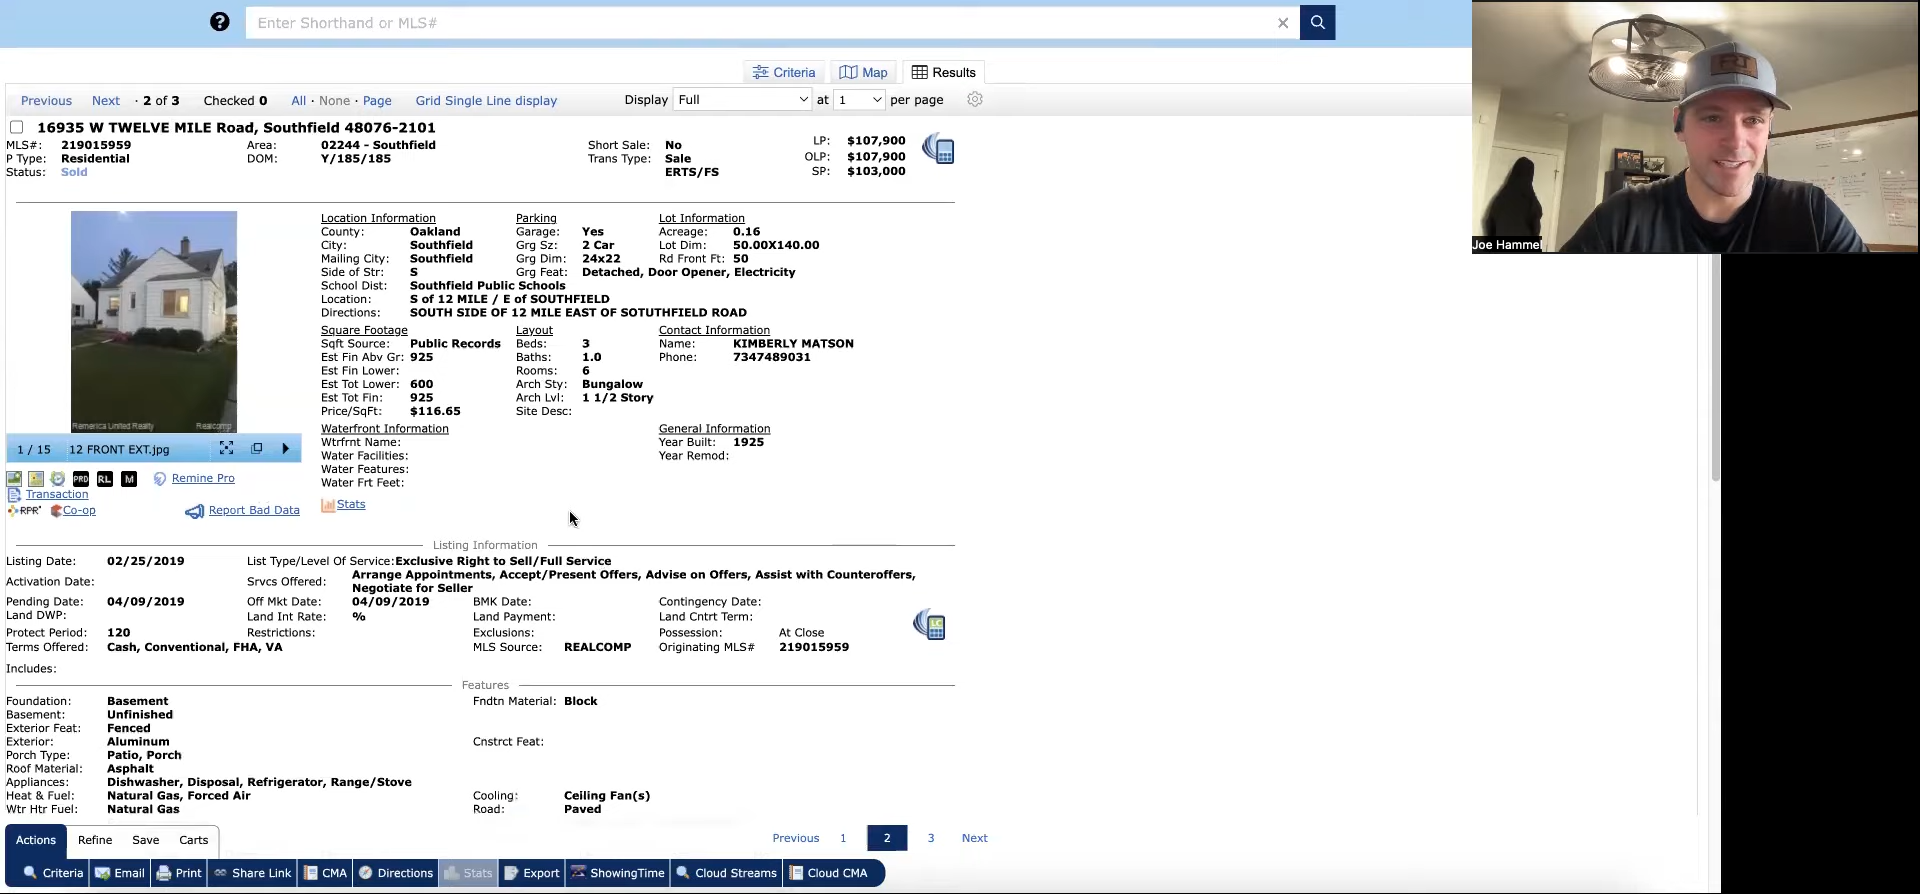 Enter Shorthand or MLS#
Criteria Map Results
Previous Next · 2 of 3 Checked 0 All · None · Page Grid Single Line display Display Full at 1 per page
16935 W TWELVE MILE Road, Southfield 48076-2101
MLS#: 219015959 Area: 02244 - Southfield Short Sale: No LP: $107,900
P Type: Residential DOM: Y/185/185 Trans Type: Sale OLP: $107,900
Status: Sold ERTS/FS SP: $103,000
Joe Hammel
Location Information Parking Lot Information
County: Oakland Garage: Yes Acreage: 0.16
City: Southfield Grg Sz: 2 Car Lot Dim: 50.00X140.00
Mailing City: Southfield Grg Dim: 24x22 Rd Front Ft: 50
Side of Str: S Grg Feat: Detached, Door Opener, Electricity
School Dist: Southfield Public Schools
Location: S of 12 MILE / E of SOUTHFIELD
Directions: SOUTH SIDE OF 12 MILE EAST OF SOTUTHFIELD ROAD
Square Footage Layout Contact Information
Sqft Source: Public Records Beds: 3 Name: KIMBERLY MATSON
Est Fin Abv Gr: 925 Baths: 1.0 Phone: 7347489031
Est Fin Lower: Rooms: 6
Est Tot Lower: 600 Arch Sty: Bungalow
Est Tot Fin: 925 Arch Lvl: 1 1/2 Story
Price/SqFt: $116.65 Site Desc:
Remerica United Realty Realcomp
Waterfront Information General Information
Wtrfrnt Name: Year Built: 1925
Water Facilities: Year Remod:
Water Features:
Water Frt Feet:
1 / 15 12 FRONT EXT.jpg
PRD RL M Remine Pro
Transaction
RPR Co-op Report Bad Data
Stats
Listing Information
Listing Date: 02/25/2019 List Type/Level Of Service: Exclusive Right to Sell/Full Service
Activation Date: Srvcs Offered: Arrange Appointments, Accept/Present Offers, Advise on Offers, Assist with Counteroffers,
Negotiate for Seller
Pending Date: 04/09/2019 Off Mkt Date: 04/09/2019 BMK Date: Contingency Date:
Land DWP: Land Int Rate: % Land Payment: Land Cntrt Term:
Protect Period: 120 Restrictions: Exclusions: Possession: At Close
Terms Offered: Cash, Conventional, FHA, VA MLS Source: REALCOMP Originating MLS# 219015959
Includes:
Features
Foundation: Basement Fndtn Material: Block
Basement: Unfinished
Exterior Feat: Fenced
Exterior: Aluminum Cnstrct Feat:
Porch Type: Patio, Porch
Roof Material: Asphalt
Appliances: Dishwasher, Disposal, Refrigerator, Range/Stove
Heat & Fuel: Natural Gas, Forced Air Cooling: Ceiling Fan(s)
Wtr Htr Fuel: Natural Gas Road: Paved
Actions Refine Save Carts Previous 1 2 3 Next
Criteria Email Print Share Link CMA Directions Stats Export ShowingTime Cloud Streams Cloud CMA